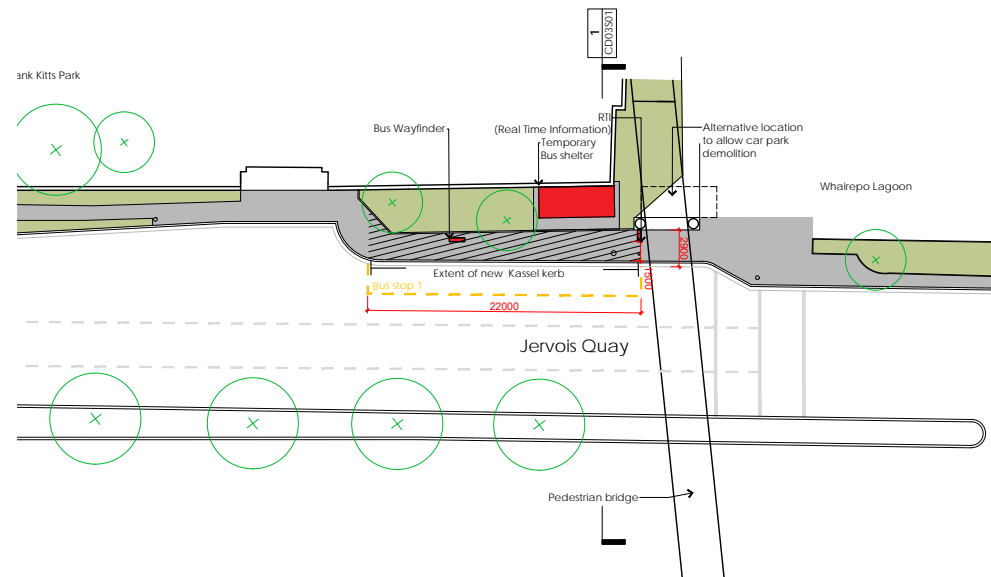 1
CD03S01
ank Kitts Park
Bus Wayfinder
RTI
(Real Time Information)
Temporary
Bus shelter
Alternative location
to allow car park
demolition
Whairepo Lagoon
2900
Extent of new Kassel kerb
Bus stop 1
22000
Jervois Quay
Pedestrian bridge